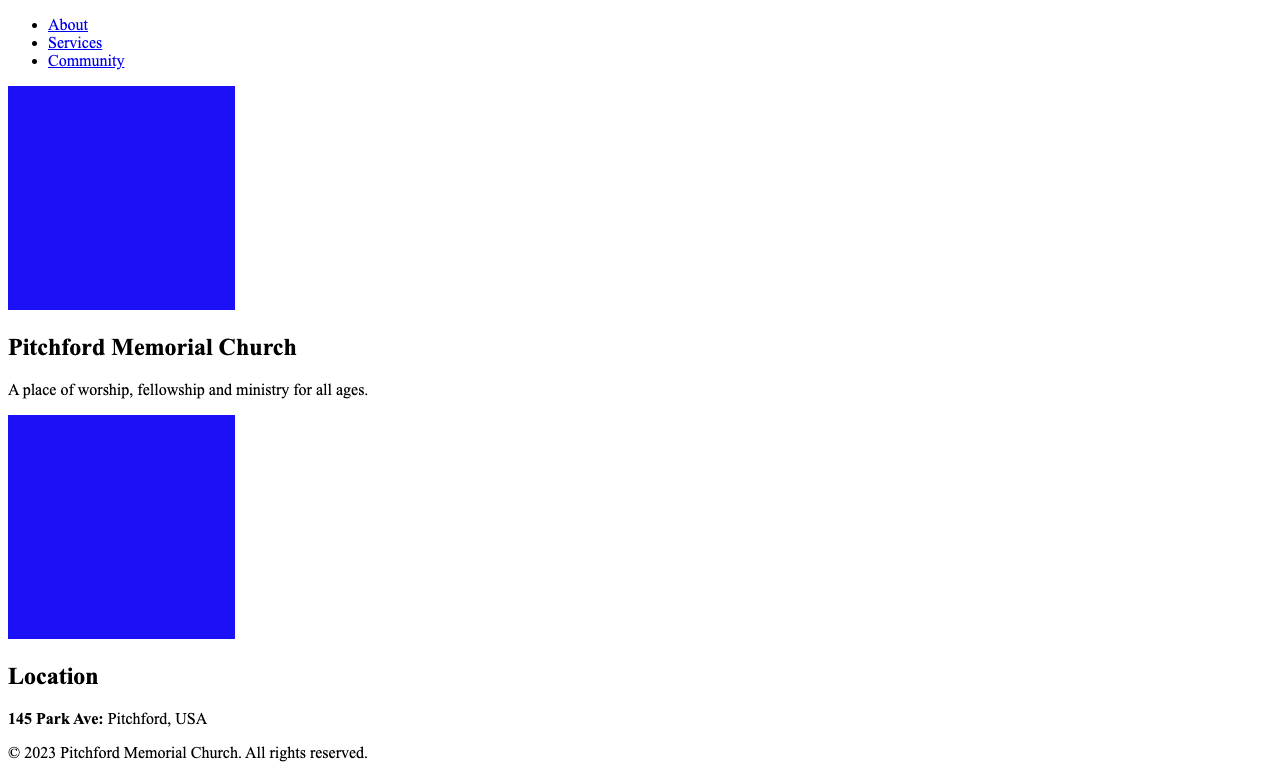 About
Services
Community
Pitchford Memorial Church
A place of worship, fellowship and ministry for all ages.
Location
145 Park Ave: Pitchford, USA
© 2023 Pitchford Memorial Church. All rights reserved.